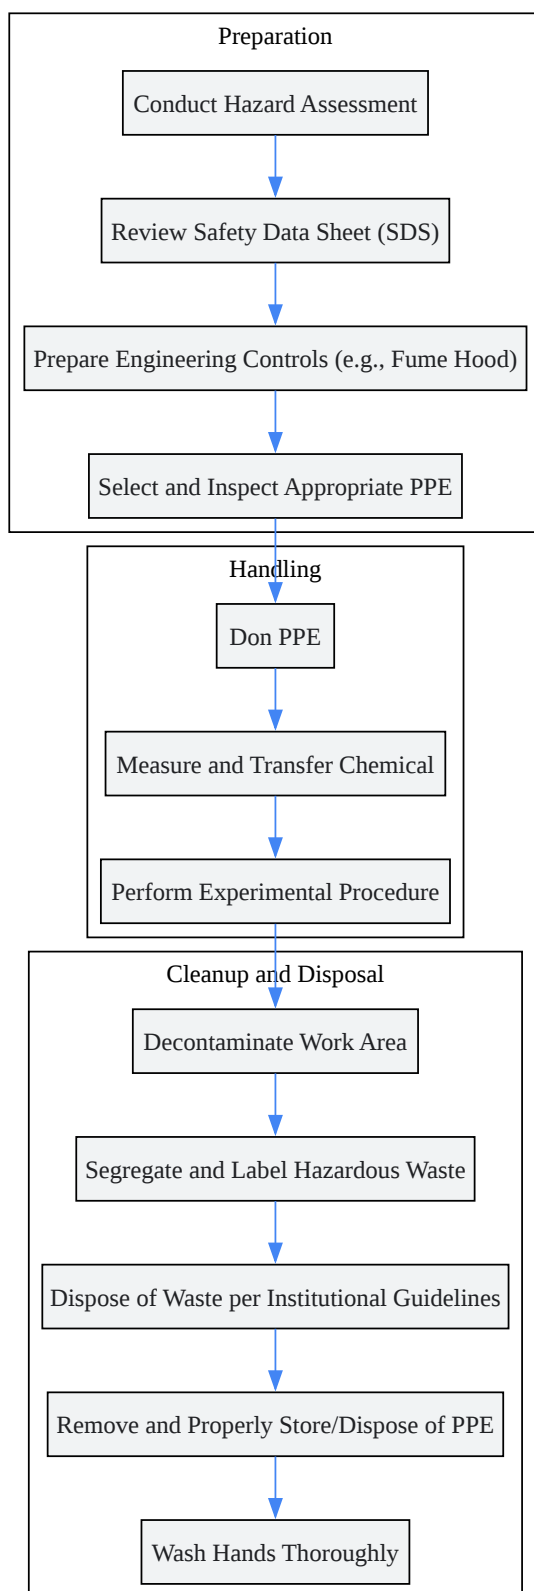 Preparation
Conduct Hazard Assessment
Review Safety Data Sheet (SDS)
Prepare Engineering Controls (e.g., Fume Hood)
Select and Inspect Appropriate PPE
Handling
Don PPE
Measure and Transfer Chemical
Perform Experimental Procedure
Cleanup and Disposal
Decontaminate Work Area
Segregate and Label Hazardous Waste
Dispose of Waste per Institutional Guidelines
Remove and Properly Store/Dispose of PPE
Wash Hands Thoroughly